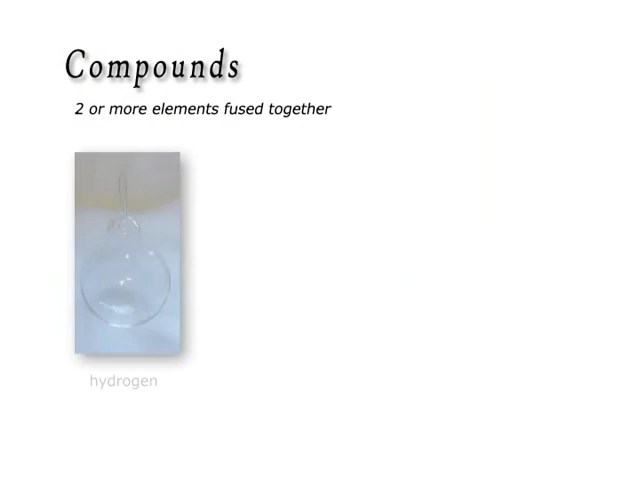 Compounds
2 or more elements fused together
hydrogen